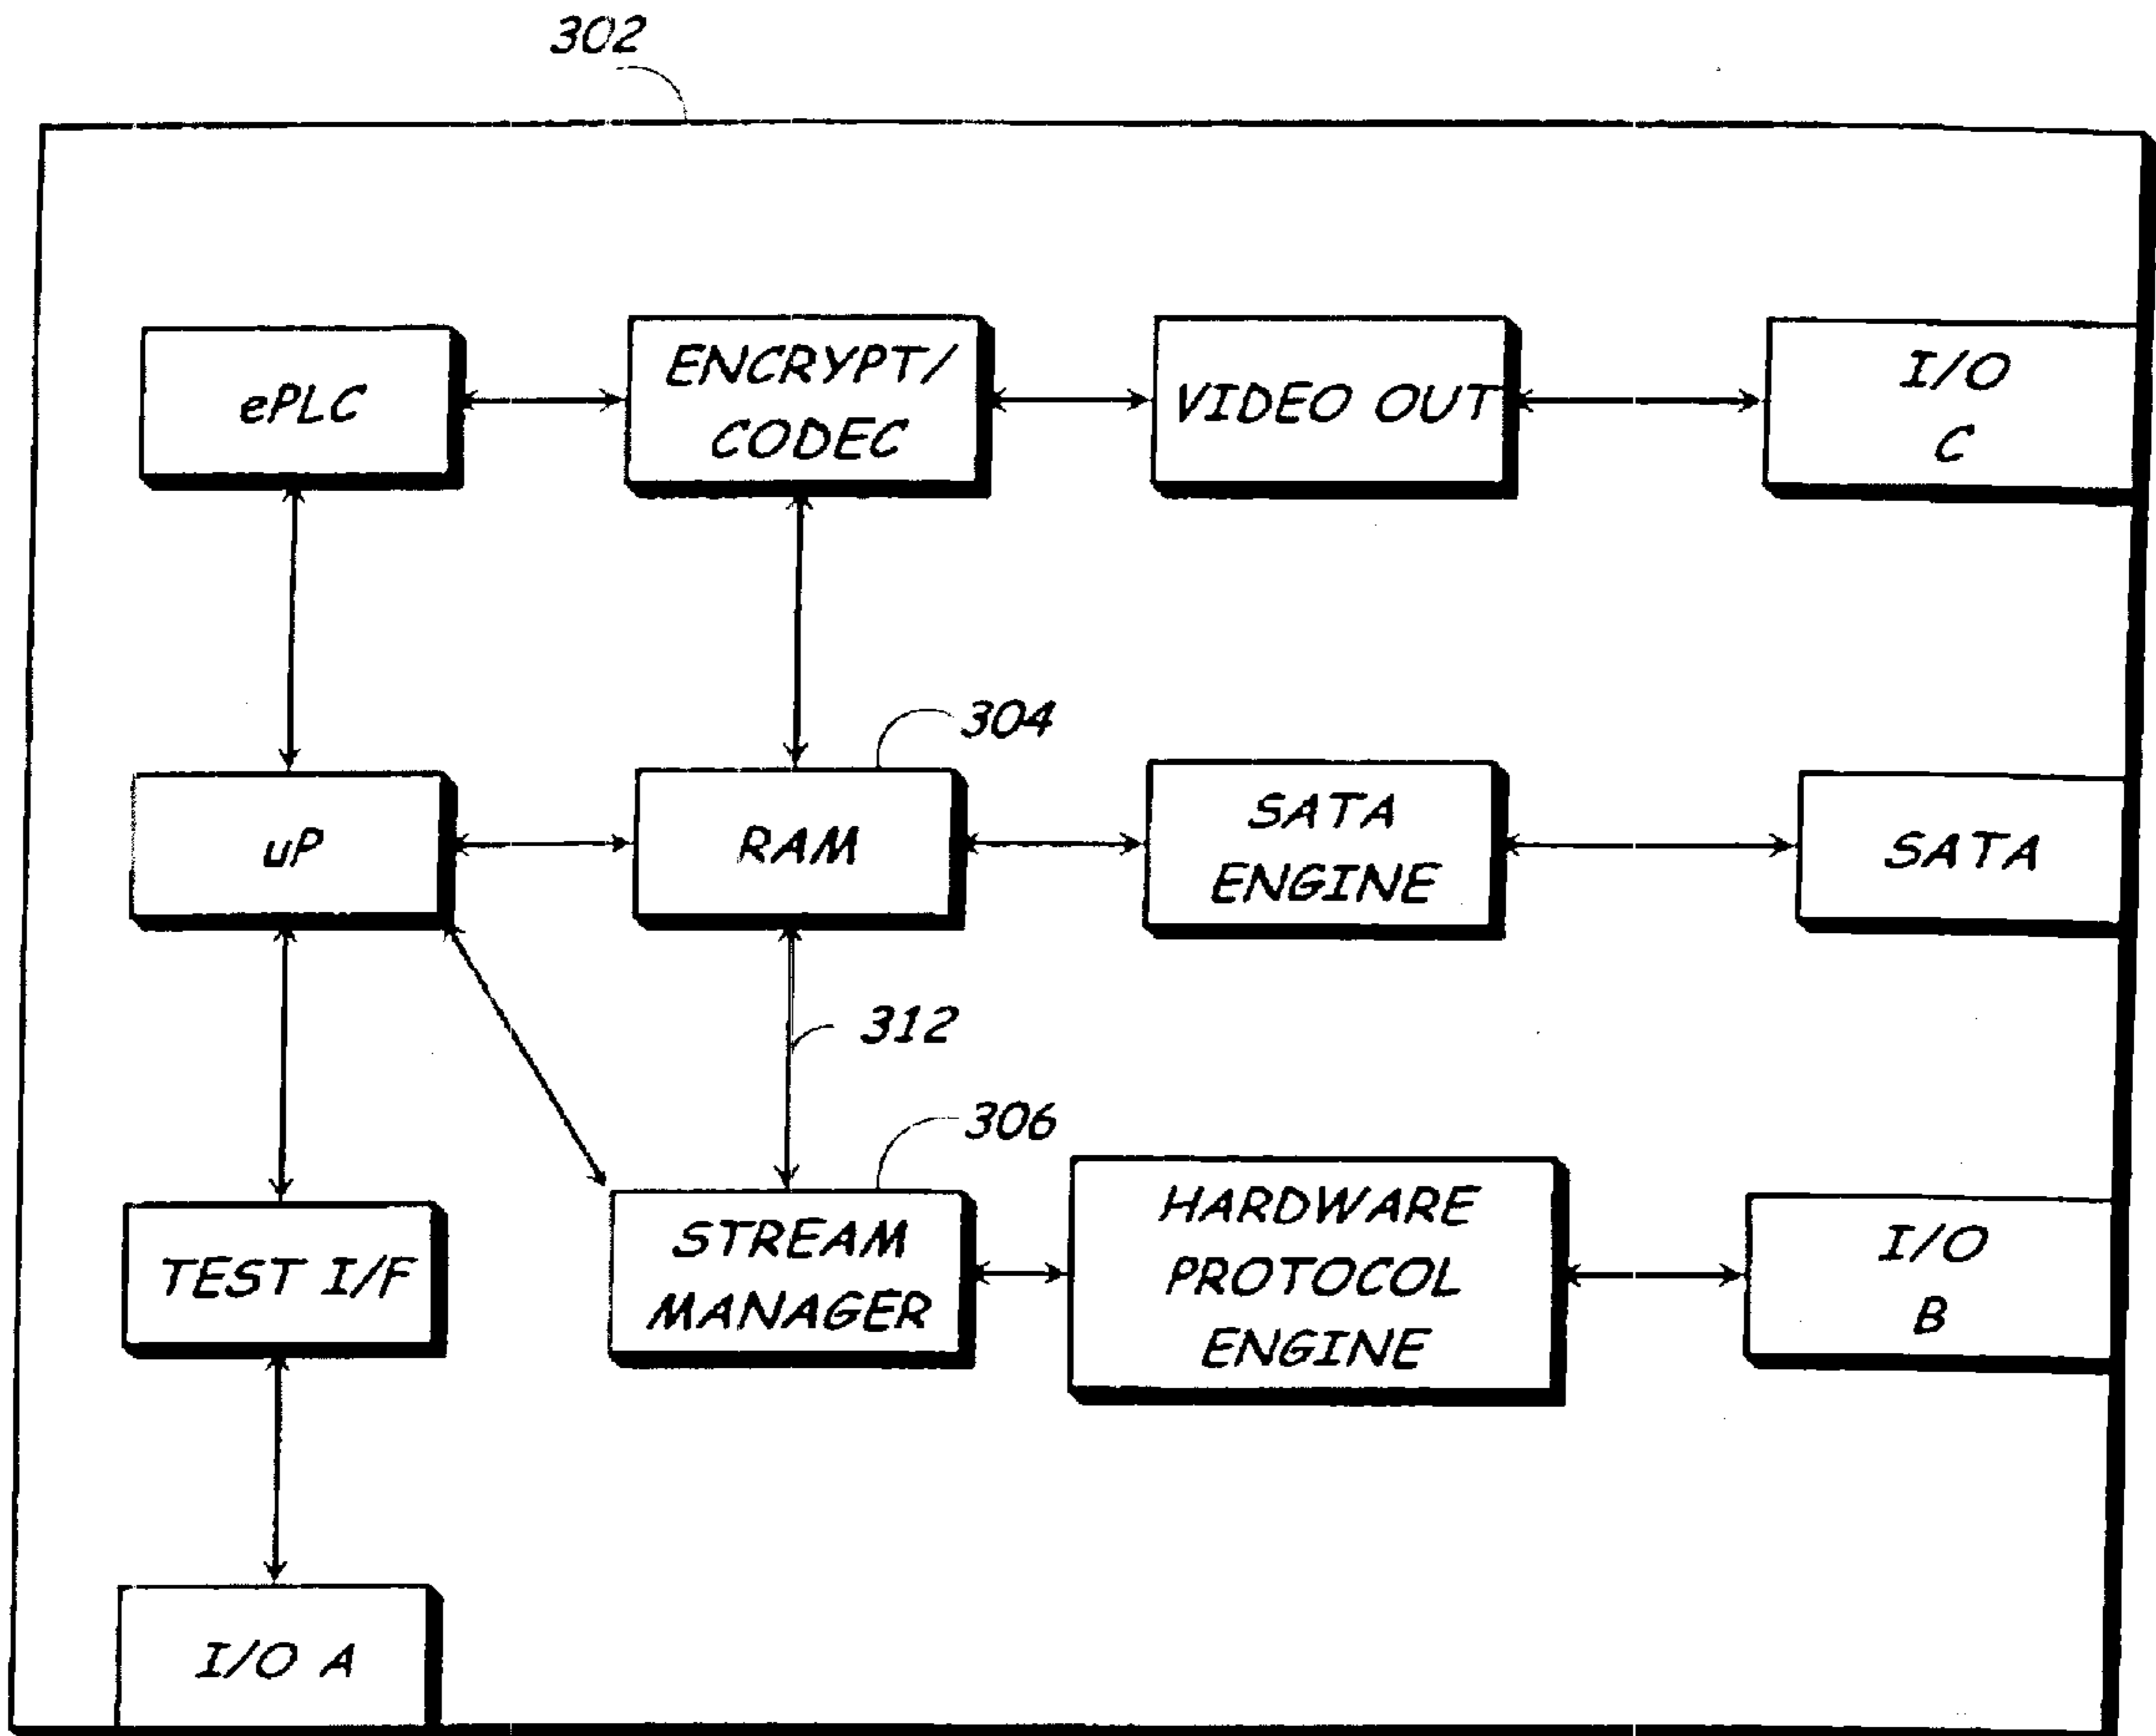 302
ePLC
ENCRYPT/
CODEC
VIDEO OUT
I/O
C
304
uP
RAM
SATA
ENGINE
SATA
312
306
TEST I/F
STREAM
MANAGER
HARDWARE
PROTOCOL
ENGINE
I/O
B
I/O A